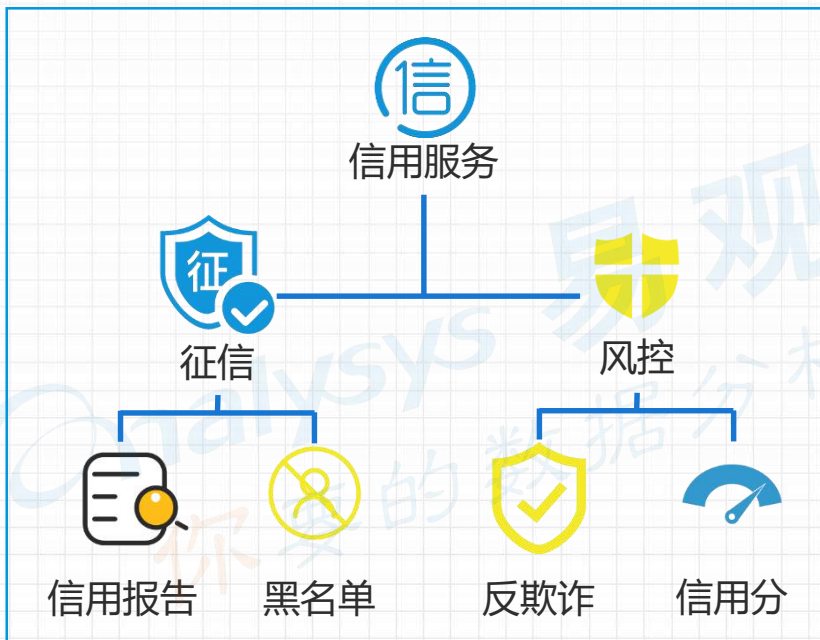 信
信用服务
征
征信
风控
信用报告
黑名单
反欺诈
信用分
Analysys 易观
你要的数据分析